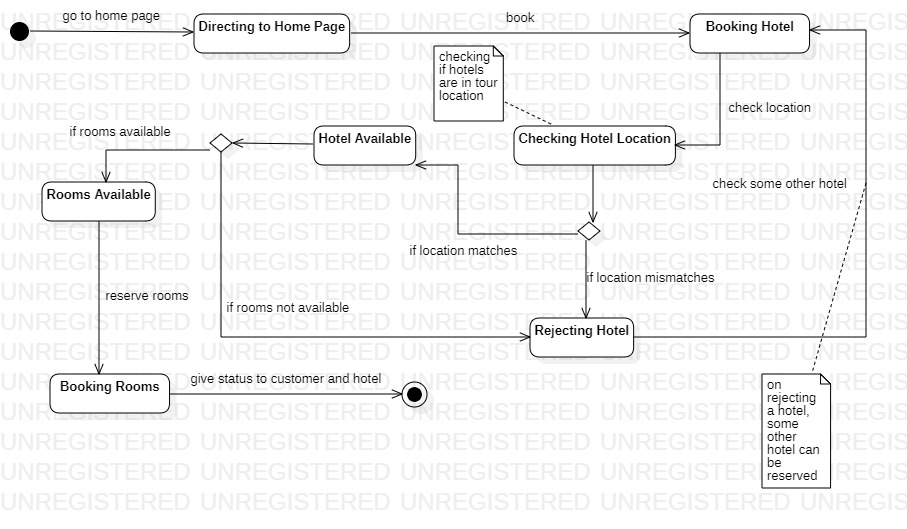 go to home page
Directing to Home Page
book
Booking Hotel
checking
if hotels
are in tour
location
check location
if rooms available
Hotel Available
Checking Hotel Location
Rooms Available
check some other hotel
if location matches
if location mismatches
reserve rooms
if rooms not available
Rejecting Hotel
Booking Rooms
give status to customer and hotel
on
rejecting
a hotel,
some
other
hotel can
be
reserved
UNREGISTERED